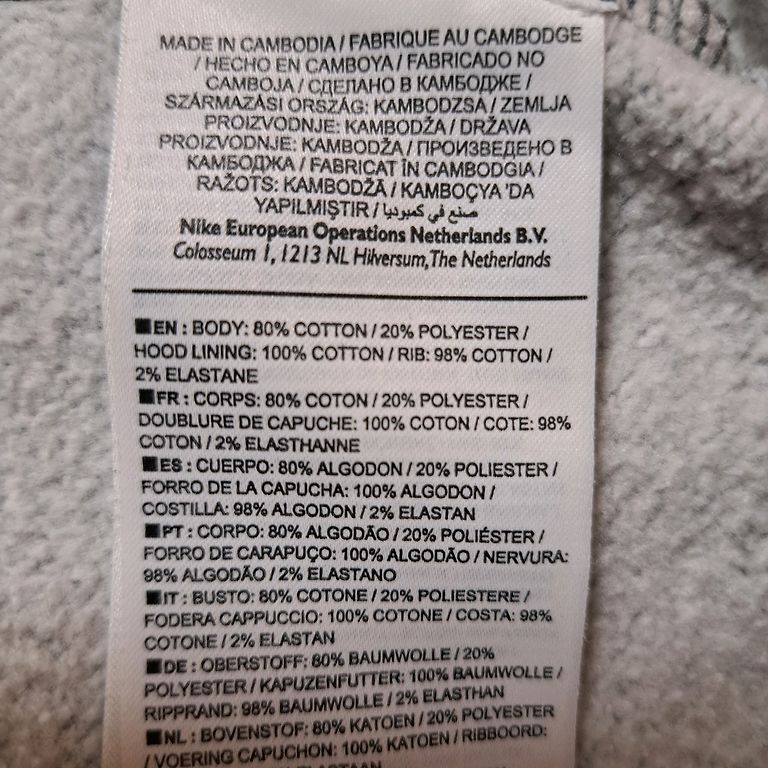 MADE IN CAMBODIA / FABRIQUE AU CAMBODGE
/ HECHO EN CAMBOYA / FABRICADO NO
CAMBOJA / СДЕЛАНО В КАМБОДЖЕ /
SZÁRMAZÁSI ORSZÁG: KAMBODZSA / ZEMLJA
PROIZVODNJE: KAMBODŽA / DRŽAVA
PROIZVODNJE: KAMBODŽA / ПРОИЗВЕДЕНО В
КАМБОДЖА / FABRICAT ÎN CAMBODGIA /
RAŽOTS: KAMBODŽĀ / KAMBOÇYA 'DA
YAPILMIŞTIR / صنع في كمبوديا
Nike European Operations Netherlands B.V.
Colosseum 1, 1213 NL Hilversum, The Netherlands
■EN : BODY: 80% COTTON / 20% POLYESTER /
HOOD LINING: 100% COTTON / RIB: 98% COTTON /
2% ELASTANE
■FR : CORPS: 80% COTON / 20% POLYESTER /
DOUBLURE DE CAPUCHE: 100% COTON / COTE: 98%
COTON / 2% ELASTHANNE
■ES : CUERPO: 80% ALGODON / 20% POLIESTER /
FORRO DE LA CAPUCHA: 100% ALGODON /
COSTILLA: 98% ALGODON / 2% ELASTAN
■PT : CORPO: 80% ALGODÃO / 20% POLIÉSTER /
FORRO DE CARAPUÇO: 100% ALGODÃO / NERVURA:
98% ALGODÃO / 2% ELASTANO
■IT : BUSTO: 80% COTONE / 20% POLIESTERE /
FODERA CAPPUCCIO: 100% COTONE / COSTA: 98%
COTONE / 2% ELASTAN
■DE : OBERSTOFF: 80% BAUMWOLLE / 20%
POLYESTER / KAPUZENFUTTER: 100% BAUMWOLLE /
RIPPRAND: 98% BAUMWOLLE / 2% ELASTHAN
■NL : BOVENSTOF: 80% KATOEN / 20% POLYESTER
/ VOERING CAPUCHON: 100% KATOEN / RIBBOORD: